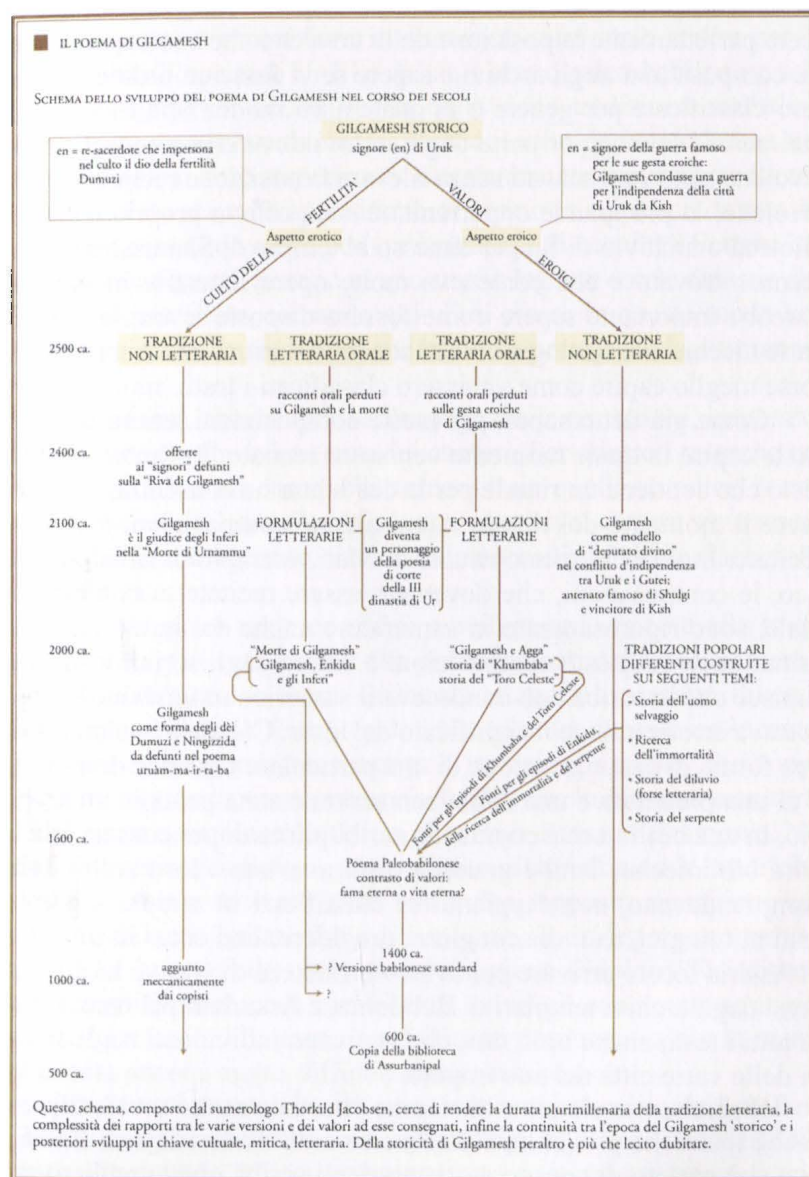 IL POEMA DI GILGAMESH
SCHEMA DELLO SVILUPPO DEL POEMA DI GILGAMESH NEL CORSO DEI SECOLI
GILGAMESH STORICO
signore (en) di Uruk
en = re-sacerdote che impersona
nel culto il dio della fertilità
Dumuzi
en = signore della guerra famoso
per le sue gesta eroiche:
Gilgamesh condusse una guerra
per l'indipendenza della città
di Uruk da Kish
CULTO DELLA FERTILITA'
VALORI EROICI
Aspetto erotico
Aspetto erotico
2500 ca.
TRADIZIONE
NON LETTERARIA
TRADIZIONE
LETTERARIA ORALE
TRADIZIONE
LETTERARIA ORALE
TRADIZIONE
NON LETTERARIA
racconti orali perduti
su Gilgamesh e la morte
racconti orali perduti
sulle gesta eroiche
di Gilgamesh
2400 ca.
offerte
ai "signori" defunti
sulla "Riva di Gilgamesh"
2100 ca.
Gilgamesh
è il giudice degli Inferi
nella "Morte di Urnammu"
FORMULAZIONI
LETTERARIE
Gilgamesh
diventa
un personaggio
della poesia
di corte
della III
dinastia di Ur
FORMULAZIONI
LETTERARIE
Gilgamesh
come modello
di "deputato divino"
nel conflitto d'indipendenza
tra Uruk e i Gutei:
antenato famoso di Shulgi
e vincitore di Kish
2000 ca.
"Morte di Gilgamesh"
"Gilgamesh, Enkidu
e gli Inferi"
"Gilgamesh e Agga"
storia di "Khumbaba"
storia del "Toro Celeste"
TRADIZIONI POPOLARI
DIFFERENTI COSTRUITE
SUI SEGUENTI TEMI:
• Storia dell'uomo
selvaggio
• Ricerca
dell'immortalità
• Storia del diluvio
(forse letteraria)
• Storia del serpente
Gilgamesh
come forma degli dèi
Dumuzi e Ningizzida
da defunti nel poema
uruàm-ma-ir-ra-ba
Fonti per gli episodi di Khumbaba e del Toro Celeste
Fonti per gli episodi di Enkidu,
della ricerca dell'immortalità e del serpente
1600 ca.
Poema Paleobabilonese
contrasto di valori:
fama eterna o vita eterna?
1400 ca.
? Versione babilonese standard
?
1000 ca.
aggiunto
meccanicamente
dai copisti
600 ca.
Copia della biblioteca
di Assurbanipal
500 ca.
Questo schema, composto dal sumerologo Thorkild Jacobsen, cerca di rendere la durata plurimillenaria della tradizione letteraria, la
complessità dei rapporti tra le varie versioni e dei valori ad esse consegnati, infine la continuità tra l'epoca del Gilgamesh 'storico' e i
posteriori sviluppi in chiave cultuale, mitica, letteraria. Della storicità di Gilgamesh peraltro è più che lecito dubitare.